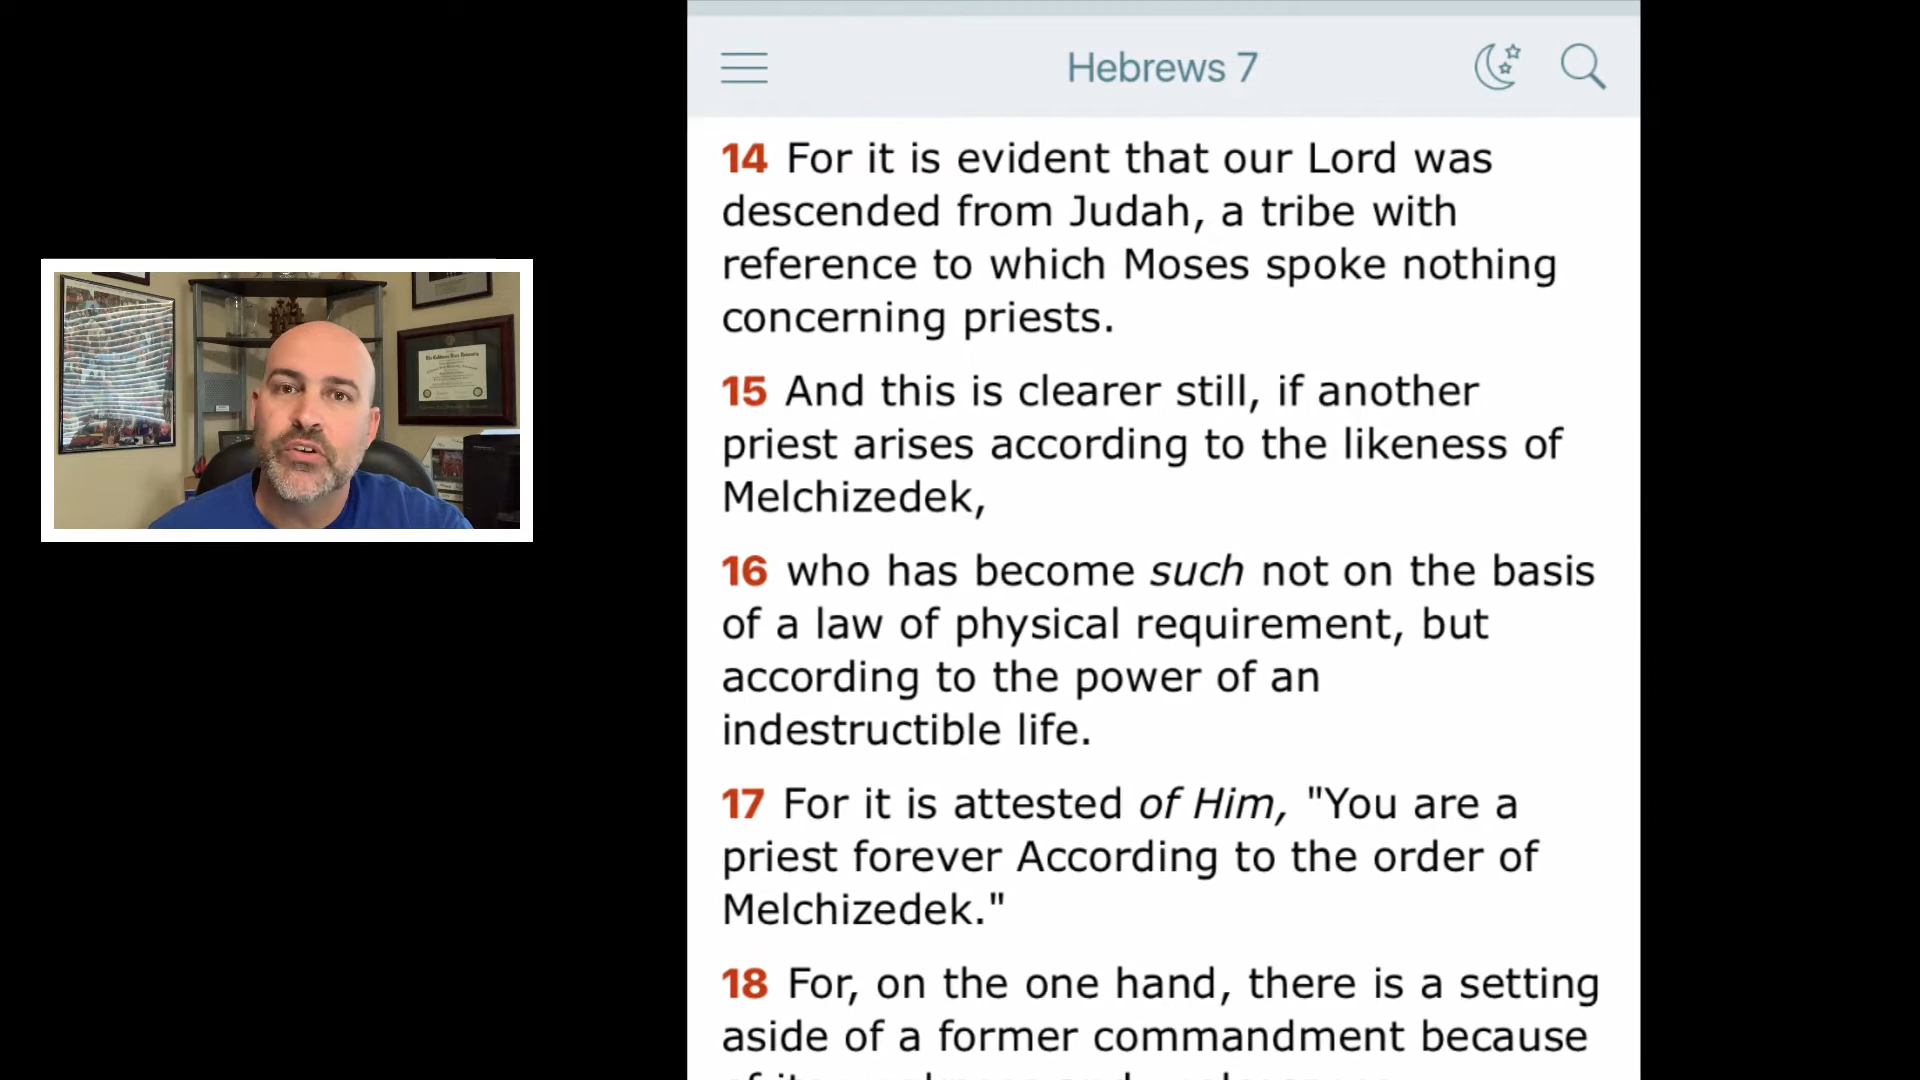 Hebrews 7
14 For it is evident that our Lord was
descended from Judah, a tribe with
reference to which Moses spoke nothing
concerning priests.
15 And this is clearer still, if another
priest arises according to the likeness of
Melchizedek,
16 who has become such not on the basis
of a law of physical requirement, but
according to the power of an
indestructible life.
17 For it is attested of Him, "You are a
priest forever According to the order of
Melchizedek."
18 For, on the one hand, there is a setting
aside of a former commandment because